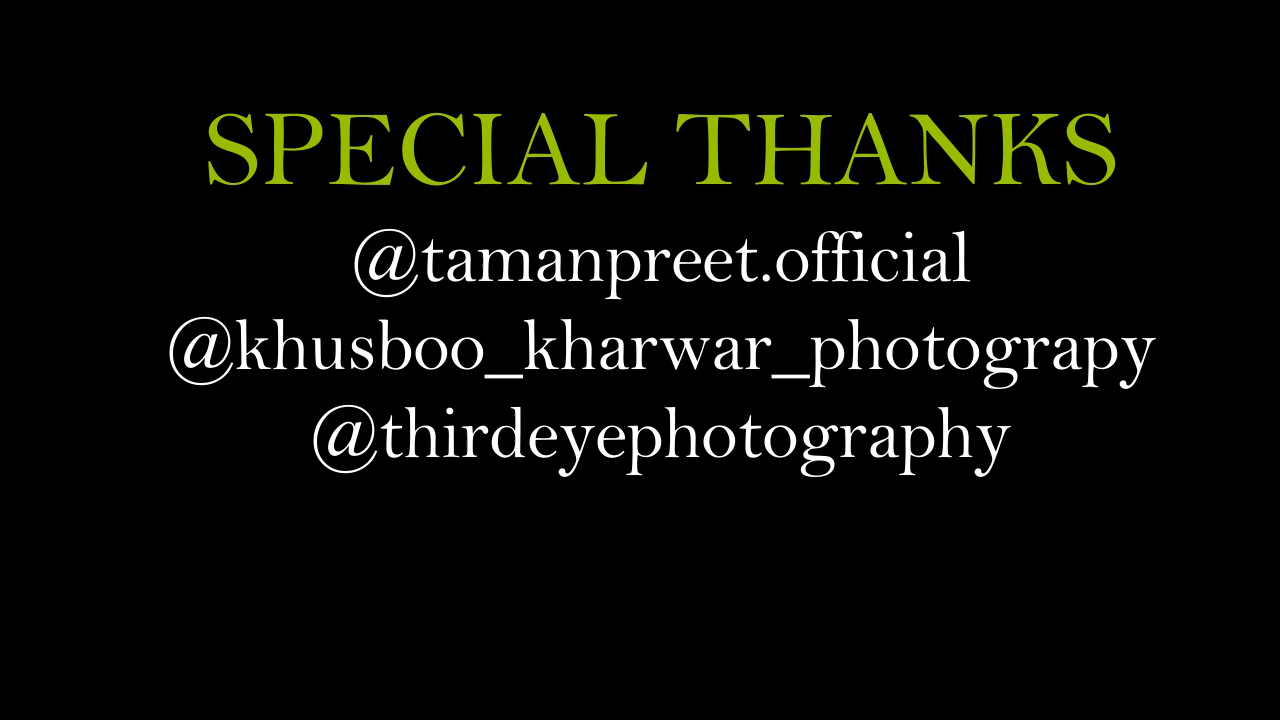 SPECIAL THANKS
@tamanpreet.official
@khusboo_kharwar_photograpy
@thirdeyephotography